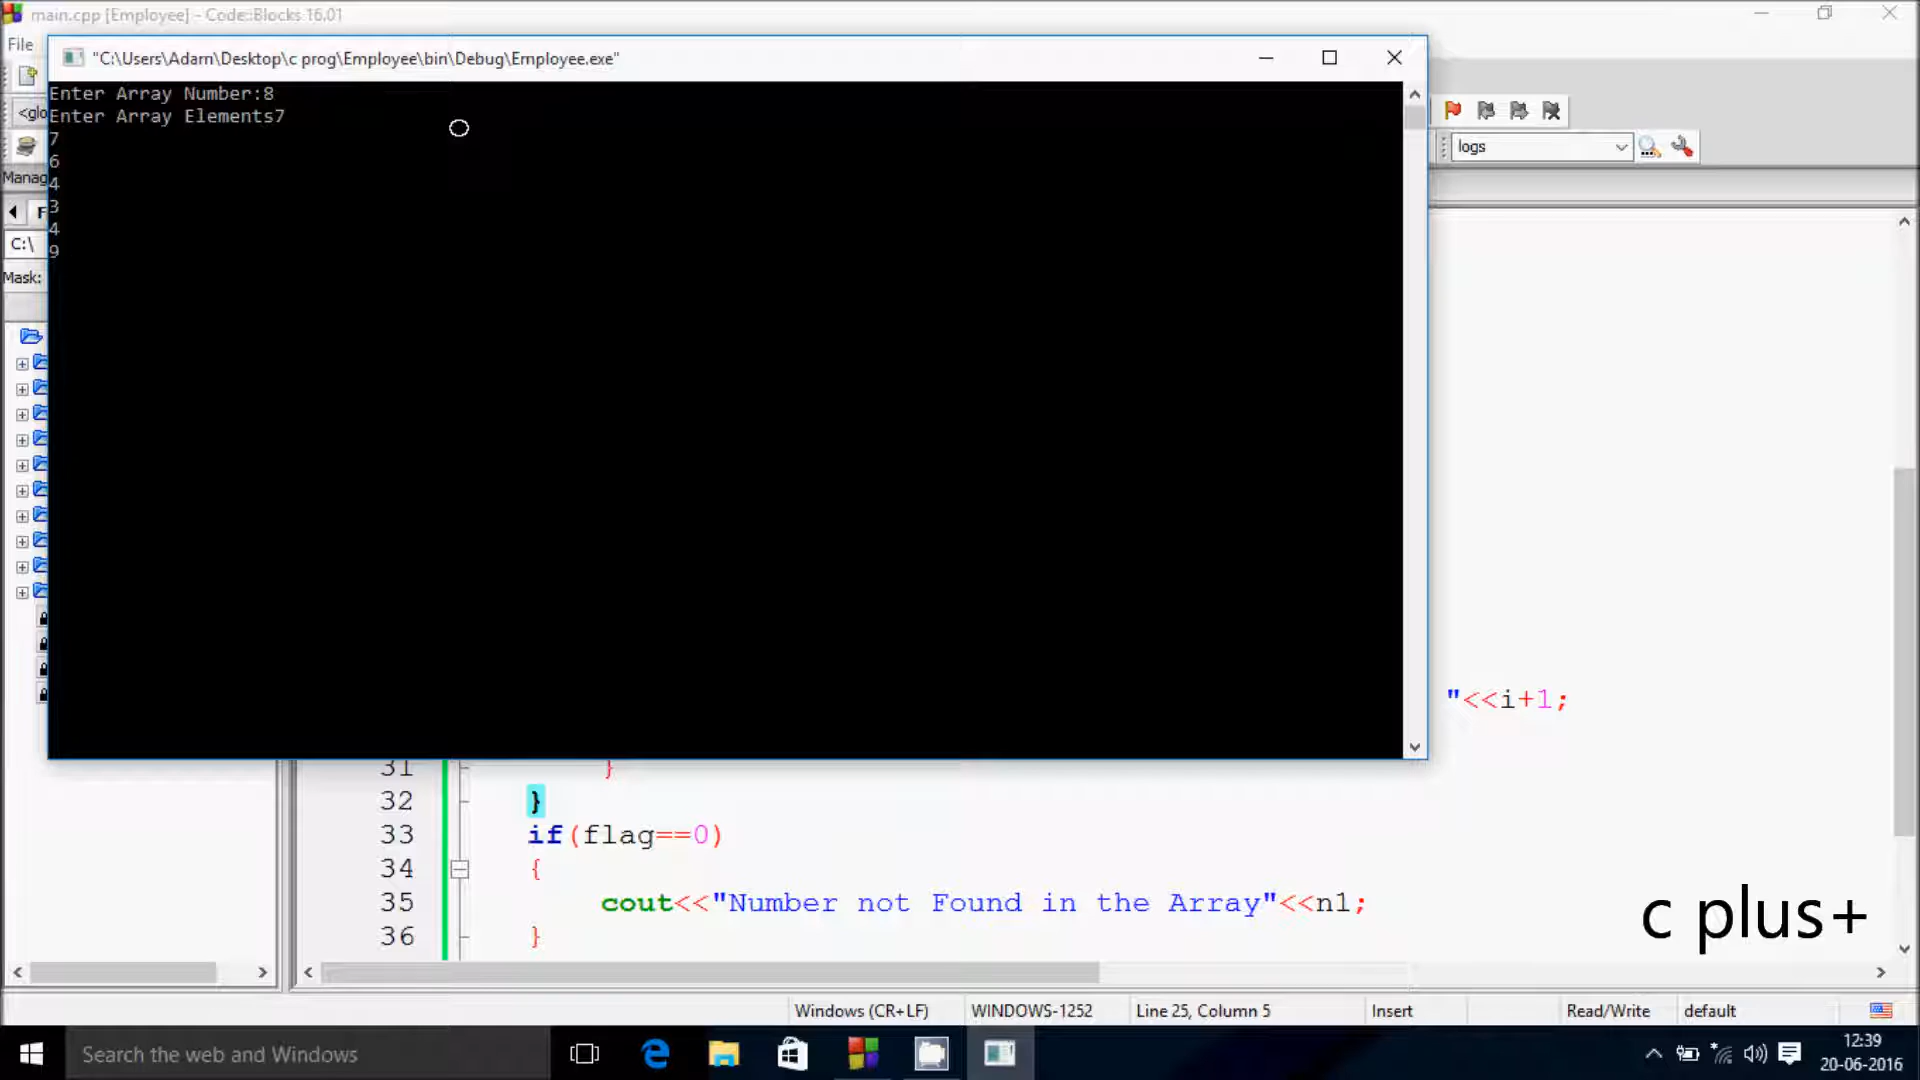 main.cpp [Employee] - Code::Blocks 16.01
File
"C:\Users\Adam\Desktop\c prog\Employee\bin\Debug\Employee.exe"
Enter Array Number:8
<glo
Enter Array Elements7
7
6
4
3
4
9
logs
Manag
F
C:\
Mask:
"<<i+1;
31 }
32 }
33 if(flag==0)
34 {
35 cout<<"Number not Found in the Array"<<n1;
36 }
c plus+
Windows (CR+LF) WINDOWS-1252 Line 25, Column 5 Insert Read/Write default
Search the web and Windows
12:39
20-06-2016